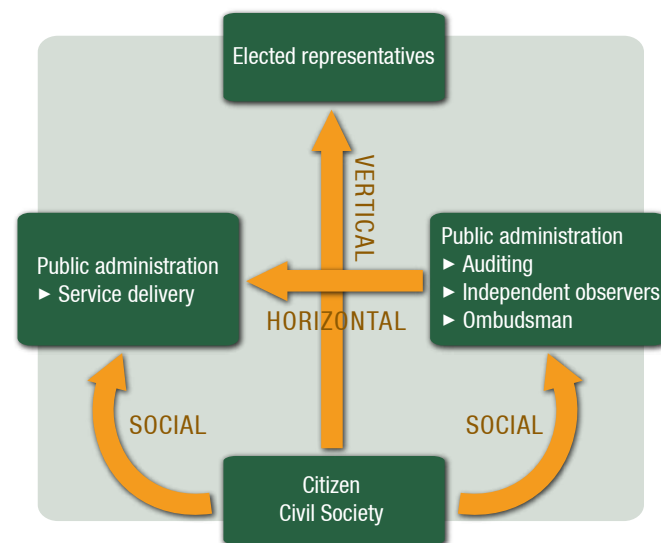 Elected representatives
VERTICAL
Public administration
► Service delivery
Public administration
► Auditing
► Independent observers
► Ombudsman
HORIZONTAL
SOCIAL
SOCIAL
Citizen
Civil Society